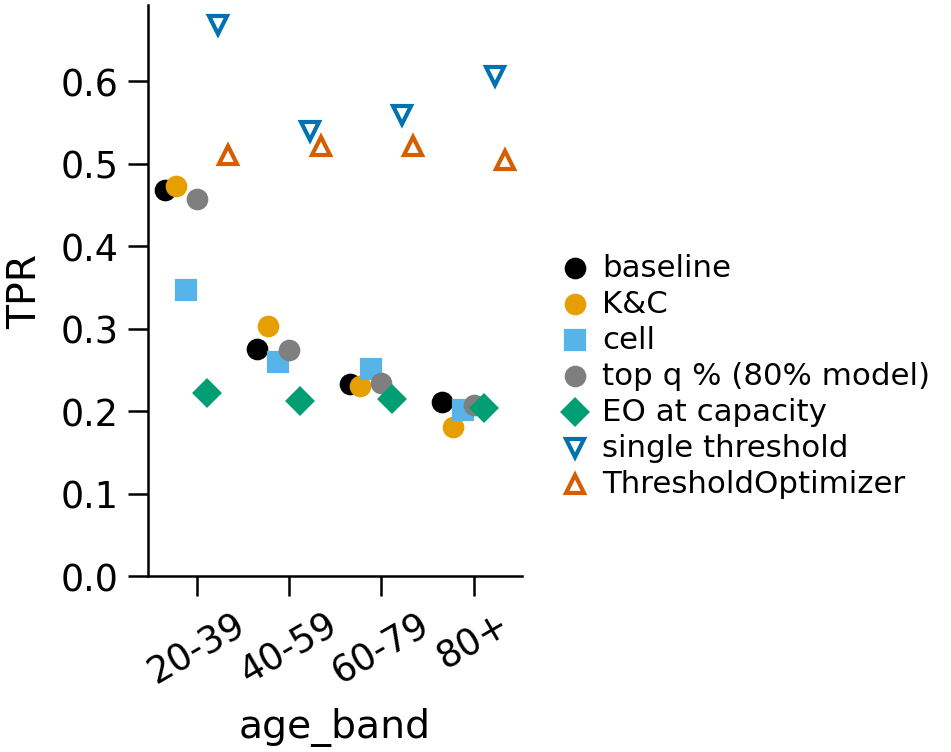 TPR
0.6
0.5
0.4
0.3
0.2
0.1
0.0
20-39
40-59
60-79
80+
age_band
baseline
K&C
cell
top q % (80% model)
EO at capacity
single threshold
ThresholdOptimizer